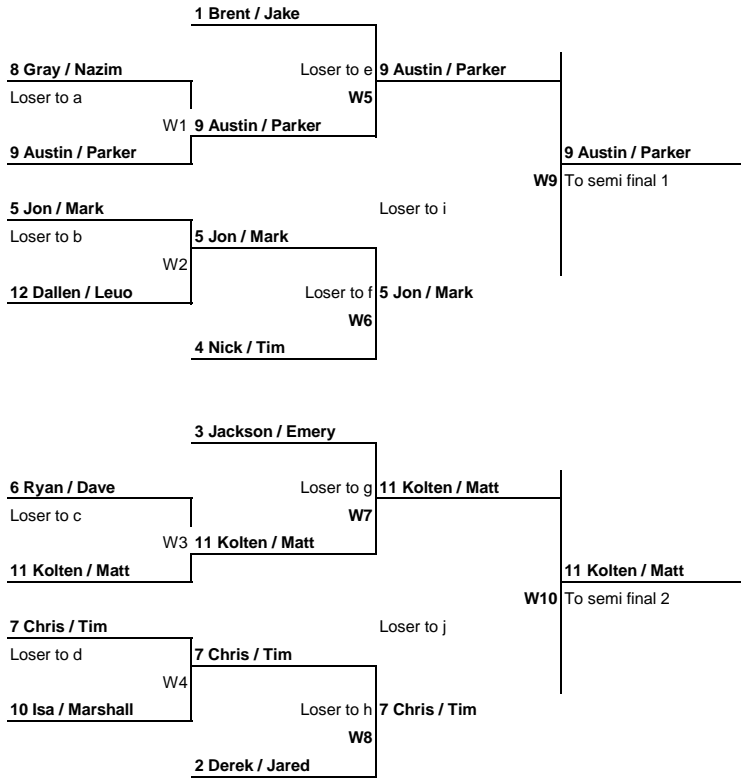 1 Brent / Jake
8 Gray / Nazim
Loser to e 9 Austin / Parker
Loser to a
W5
W1 9 Austin / Parker
9 Austin / Parker
9 Austin / Parker
W9 To semi final 1
5 Jon / Mark
Loser to i
Loser to b
5 Jon / Mark
W2
12 Dallen / Leuo
Loser to f 5 Jon / Mark
W6
4 Nick / Tim
3 Jackson / Emery
6 Ryan / Dave
Loser to g 11 Kolten / Matt
Loser to c
W7
W3 11 Kolten / Matt
11 Kolten / Matt
11 Kolten / Matt
W10 To semi final 2
7 Chris / Tim
Loser to j
Loser to d
7 Chris / Tim
W4
10 Isa / Marshall
Loser to h 7 Chris / Tim
W8
2 Derek / Jared